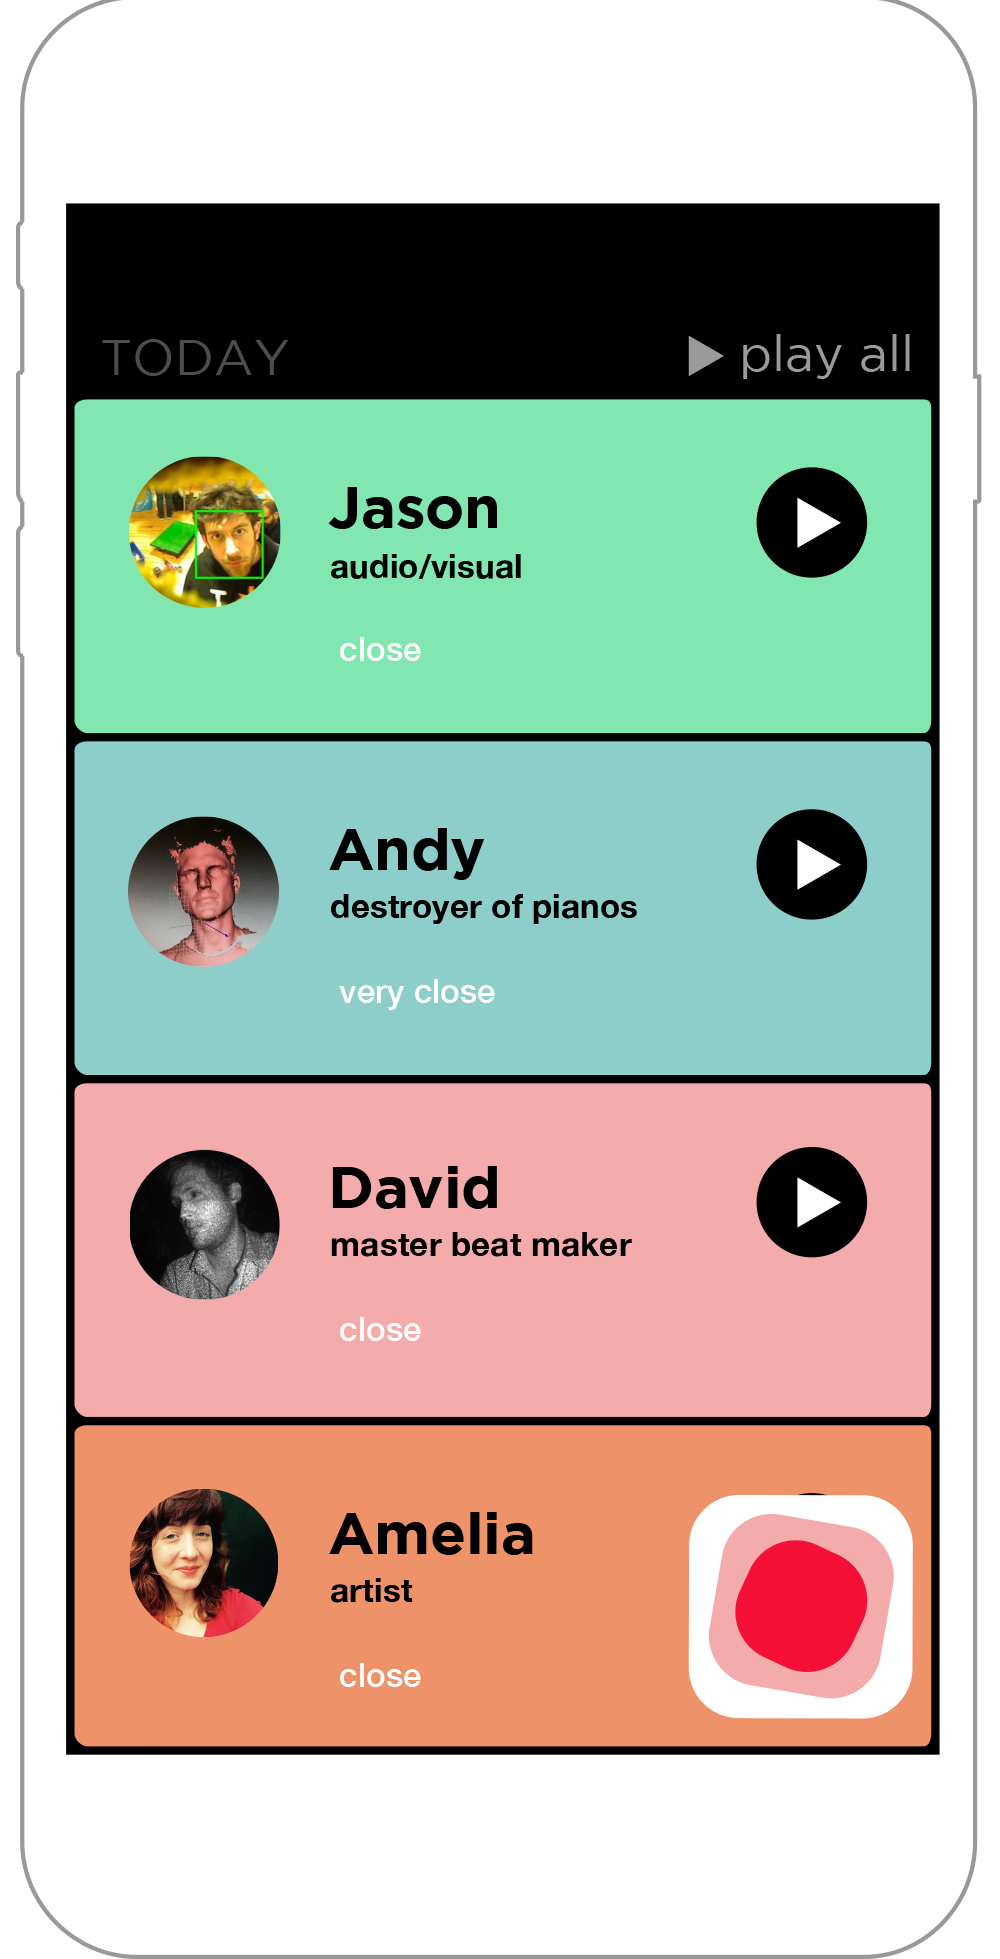 TODAY
play all
Jason
audio/visual
close
Andy
destroyer of pianos
very close
David
master beat maker
close
Amelia
artist
close